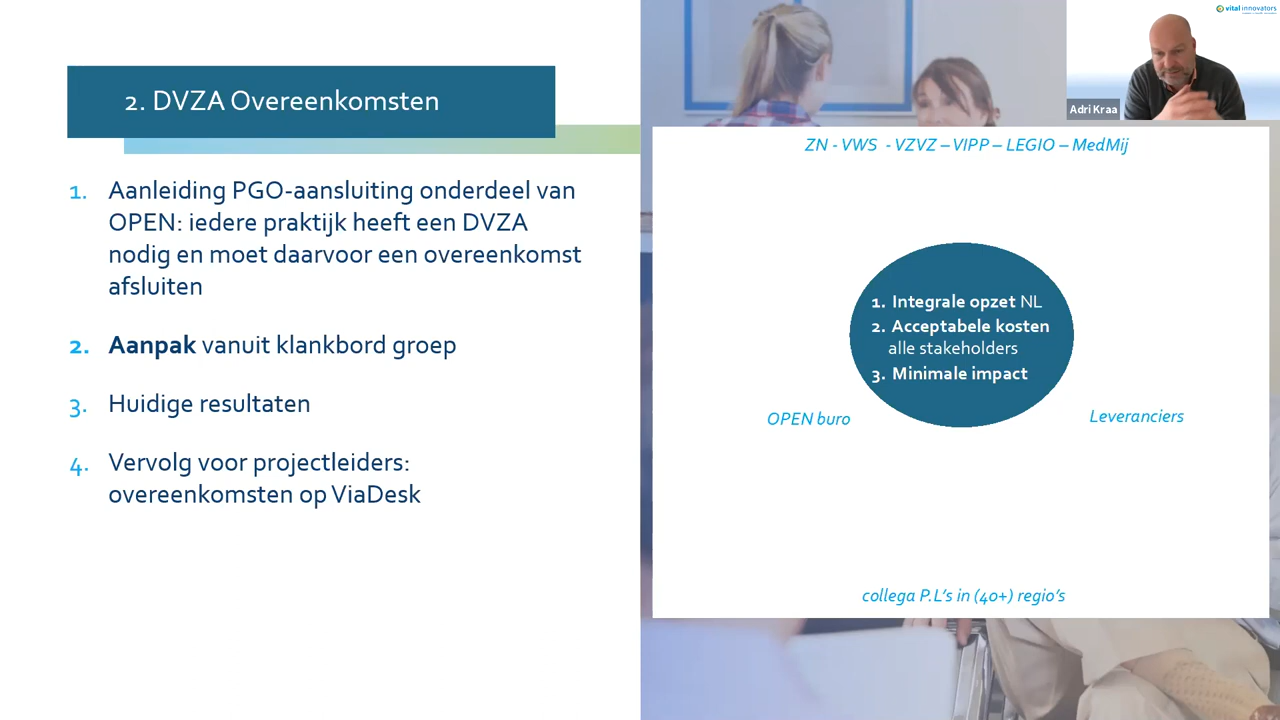 2. DVZA Overeenkomsten
1. Aanleiding PGO-aansluiting onderdeel van
OPEN: iedere praktijk heeft een DVZA
nodig en moet daarvoor een overeenkomst
afsluiten
2. Aanpak vanuit klankbord groep
3. Huidige resultaten
4. Vervolg voor projectleiders:
overeenkomsten op ViaDesk
vital innovators
Adri Kraa
ZN - VWS - VZVZ – VIPP – LEGIO – MedMij
1. Integrale opzet NL
2. Acceptabele kosten
alle stakeholders
3. Minimale impact
OPEN buro
Leveranciers
collega P.L's in (40+) regio's